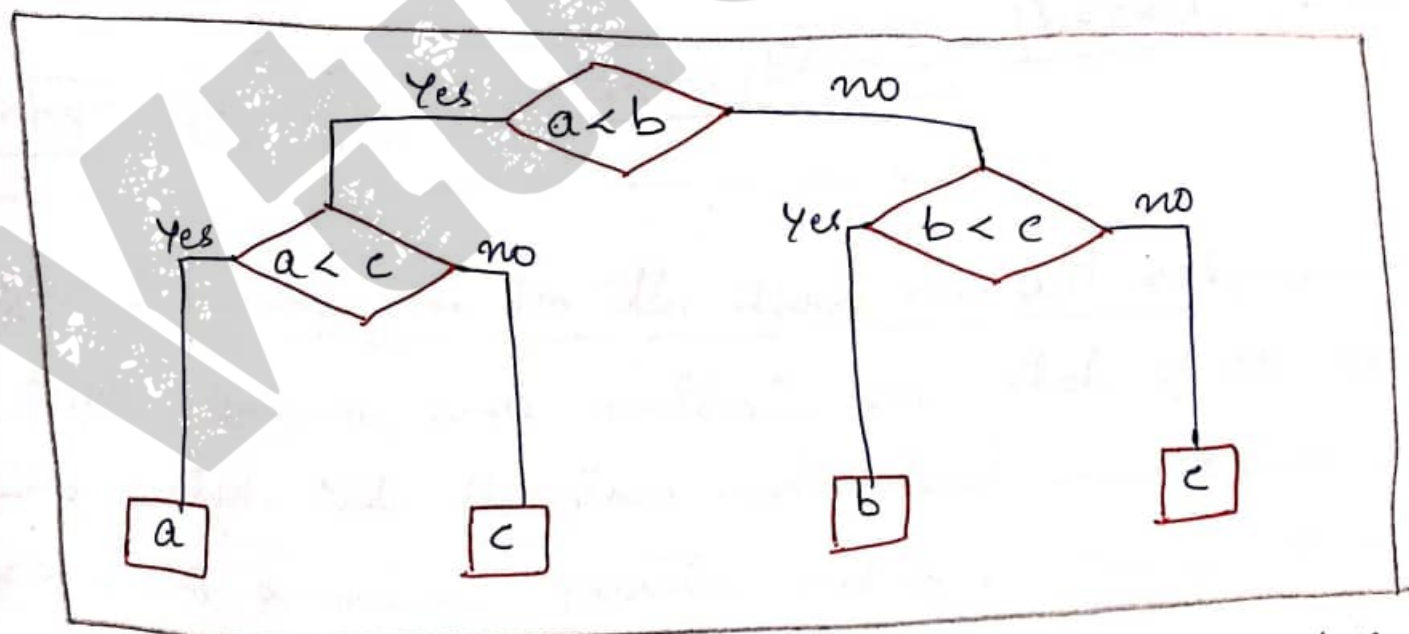 Yes a<b no
Yes a < c no
Yes b < c no
a
c
b
c